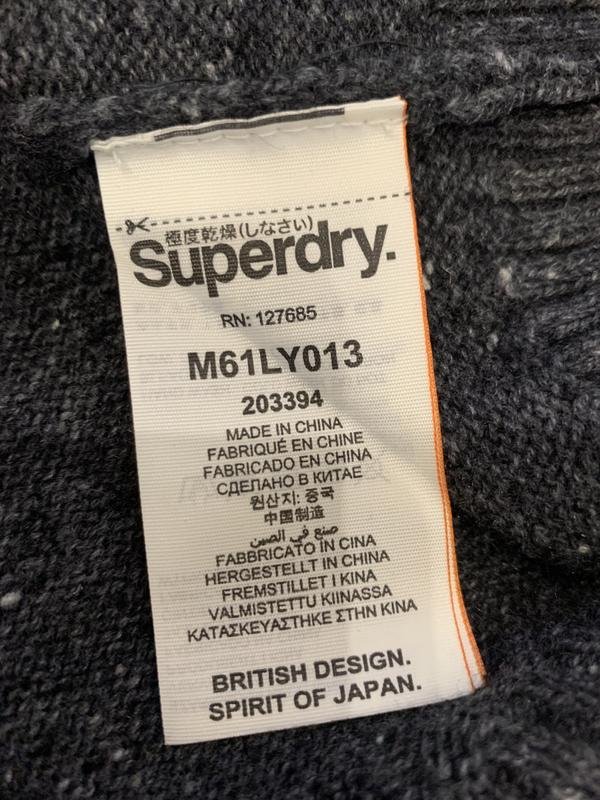 極度乾燥(しなさい)
Superdry.
RN: 127685
M61LY013
203394
MADE IN CHINA
FABRIQUÉ EN CHINE
FABRICADO EN CHINA
СДЕЛАНО В КИТАЕ
원산지: 중국
中国制造
صنع في الصين
FABBRICATO IN CINA
HERGESTELLT IN CHINA
FREMSTILLET I KINA
VALMISTETTU KIINASSA
ΚΑΤΑΣΚΕΥΑΣΤΗΚΕ ΣΤΗΝ ΚΙΝΑ
BRITISH DESIGN.
SPIRIT OF JAPAN.